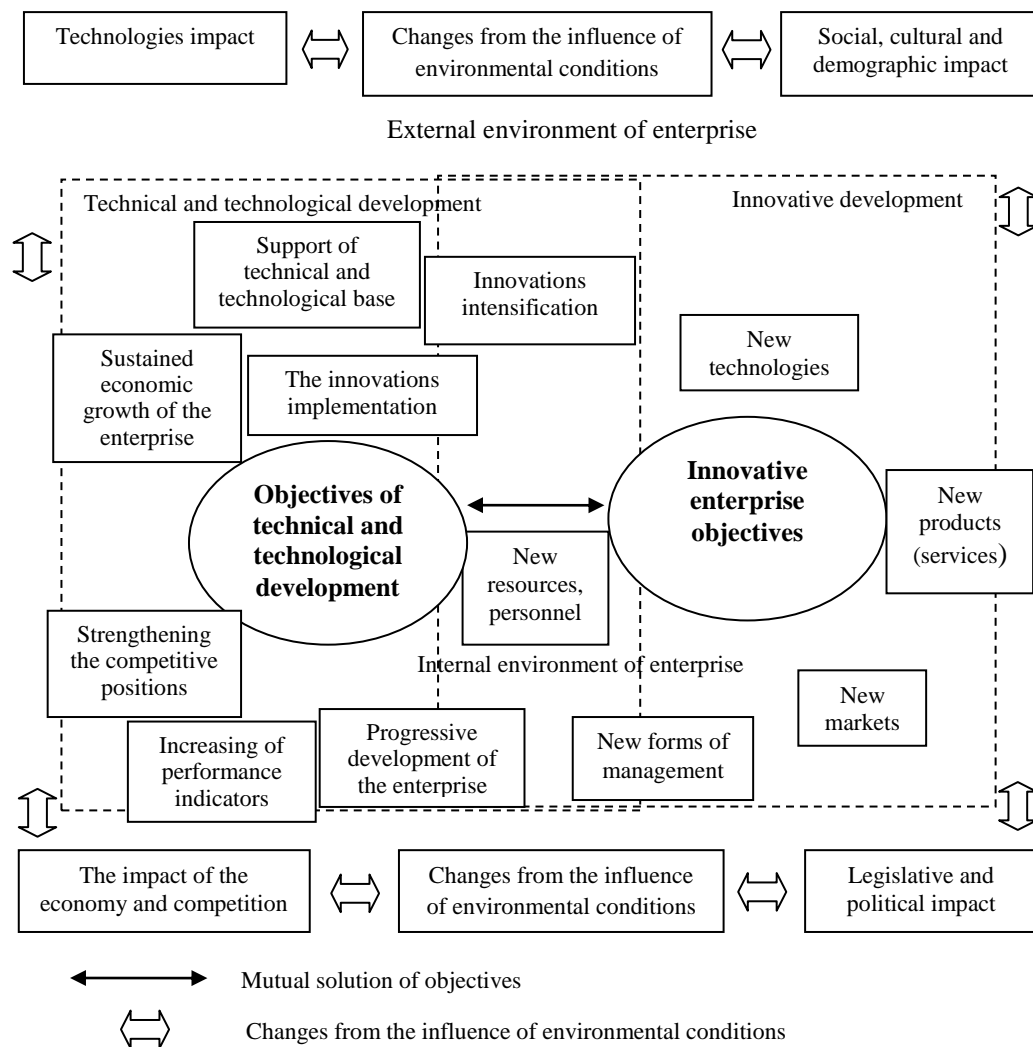 Technologies impact
Changes from the influence of
environmental conditions
Social, cultural and
demographic impact
External environment of enterprise
Technical and technological development
Innovative development
Support of
technical and
technological base
Innovations
intensification
New
technologies
Sustained
economic
growth of the
enterprise
The innovations
implementation
Objectives of
technical and
technological
development
Innovative
enterprise
objectives
New
products
(services)
New
resources,
personnel
Strengthening
the competitive
positions
Internal environment of enterprise
New
markets
Increasing of
performance
indicators
Progressive
development of
the enterprise
New forms of
management
The impact of the
economy and competition
Changes from the influence
of environmental conditions
Legislative and
political impact
Mutual solution of objectives
Changes from the influence of environmental conditions